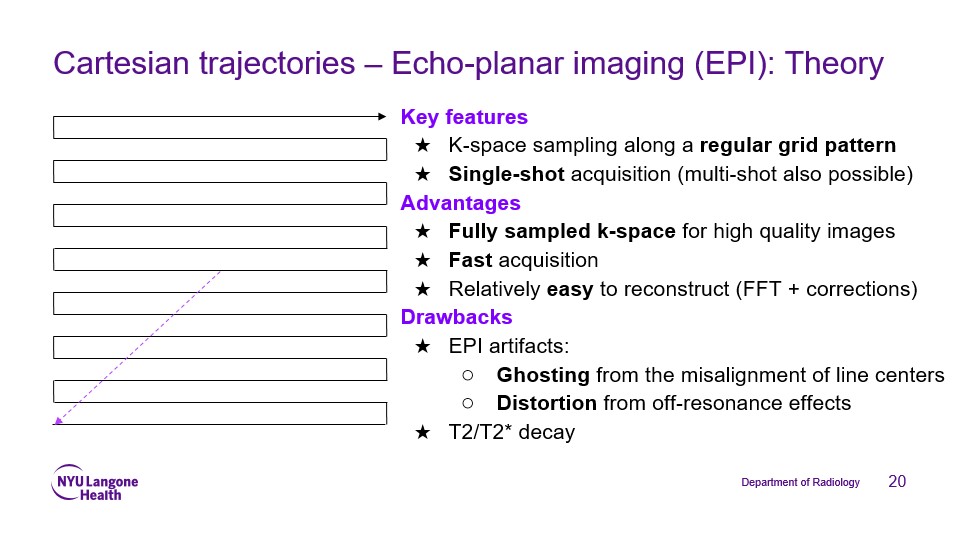 Cartesian trajectories – Echo-planar imaging (EPI): Theory
Key features
★ K-space sampling along a regular grid pattern
★ Single-shot acquisition (multi-shot also possible)
Advantages
★ Fully sampled k-space for high quality images
★ Fast acquisition
★ Relatively easy to reconstruct (FFT + corrections)
Drawbacks
★ EPI artifacts:
○ Ghosting from the misalignment of line centers
○ Distortion from off-resonance effects
★ T2/T2* decay
NYU Langone
Health
Department of Radiology
20